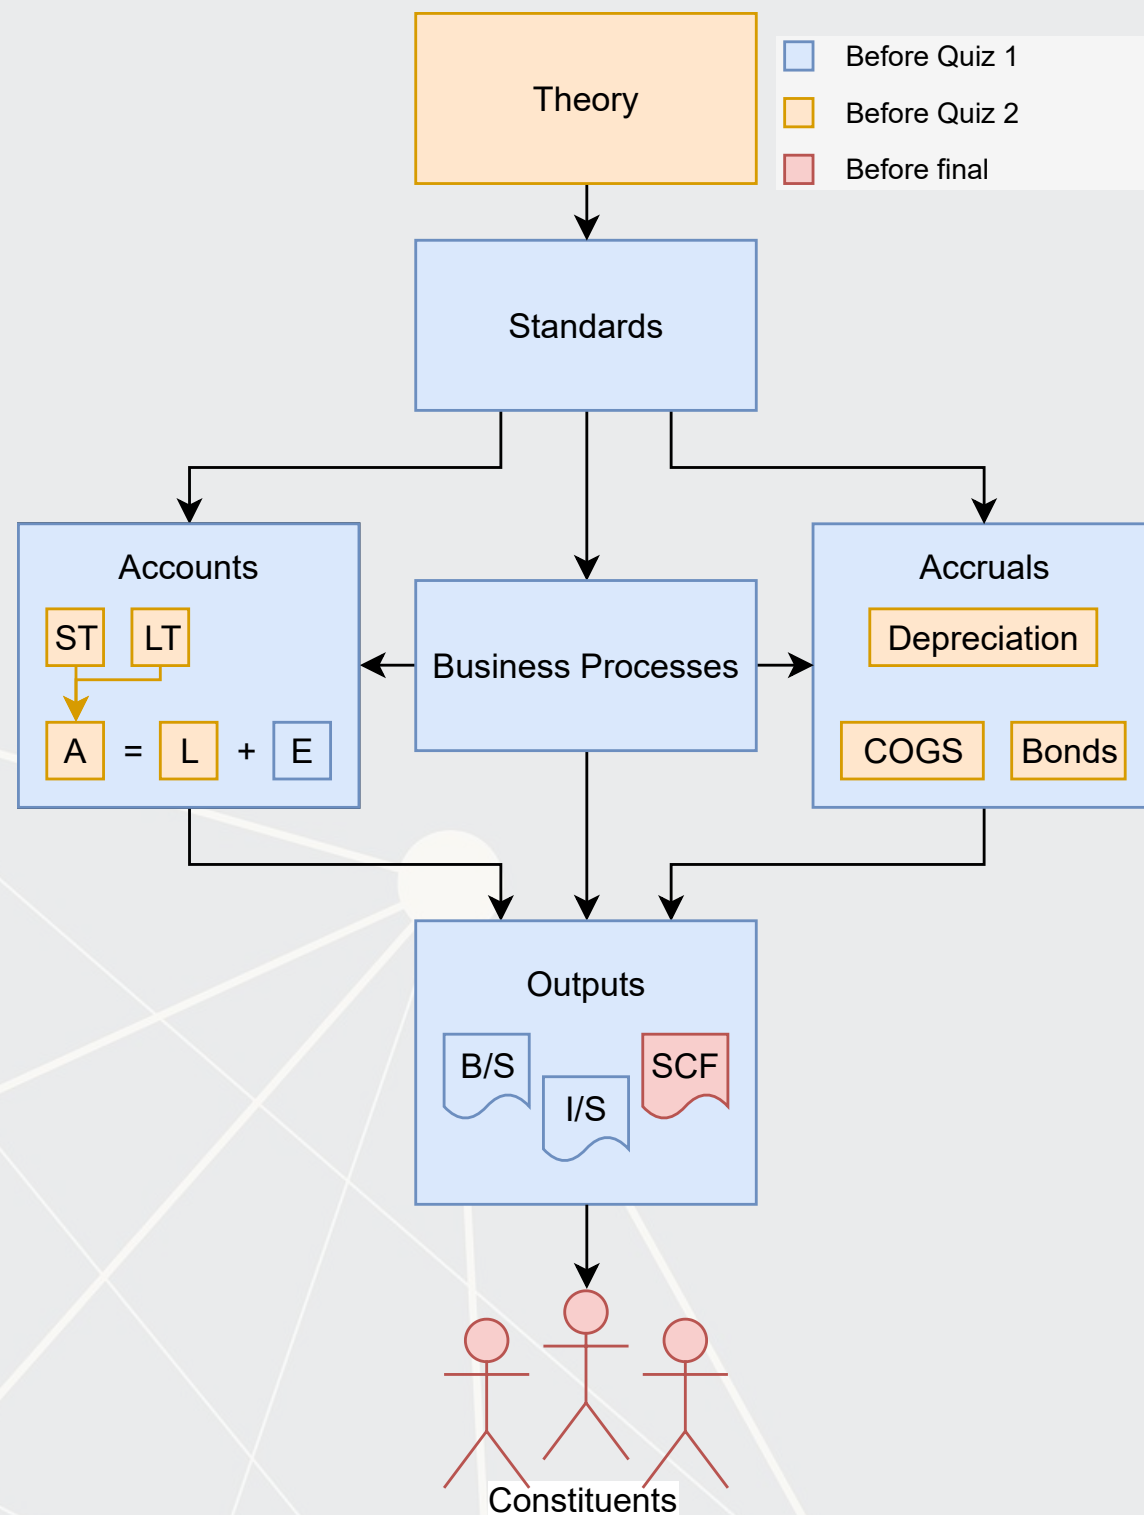 Theory
Before Quiz 1
Before Quiz 2
Before final
Standards
Accounts
ST LT
A = L + E
Business Processes
Accruals
Depreciation
COGS Bonds
Outputs
B/S
I/S
SCF
Constituents